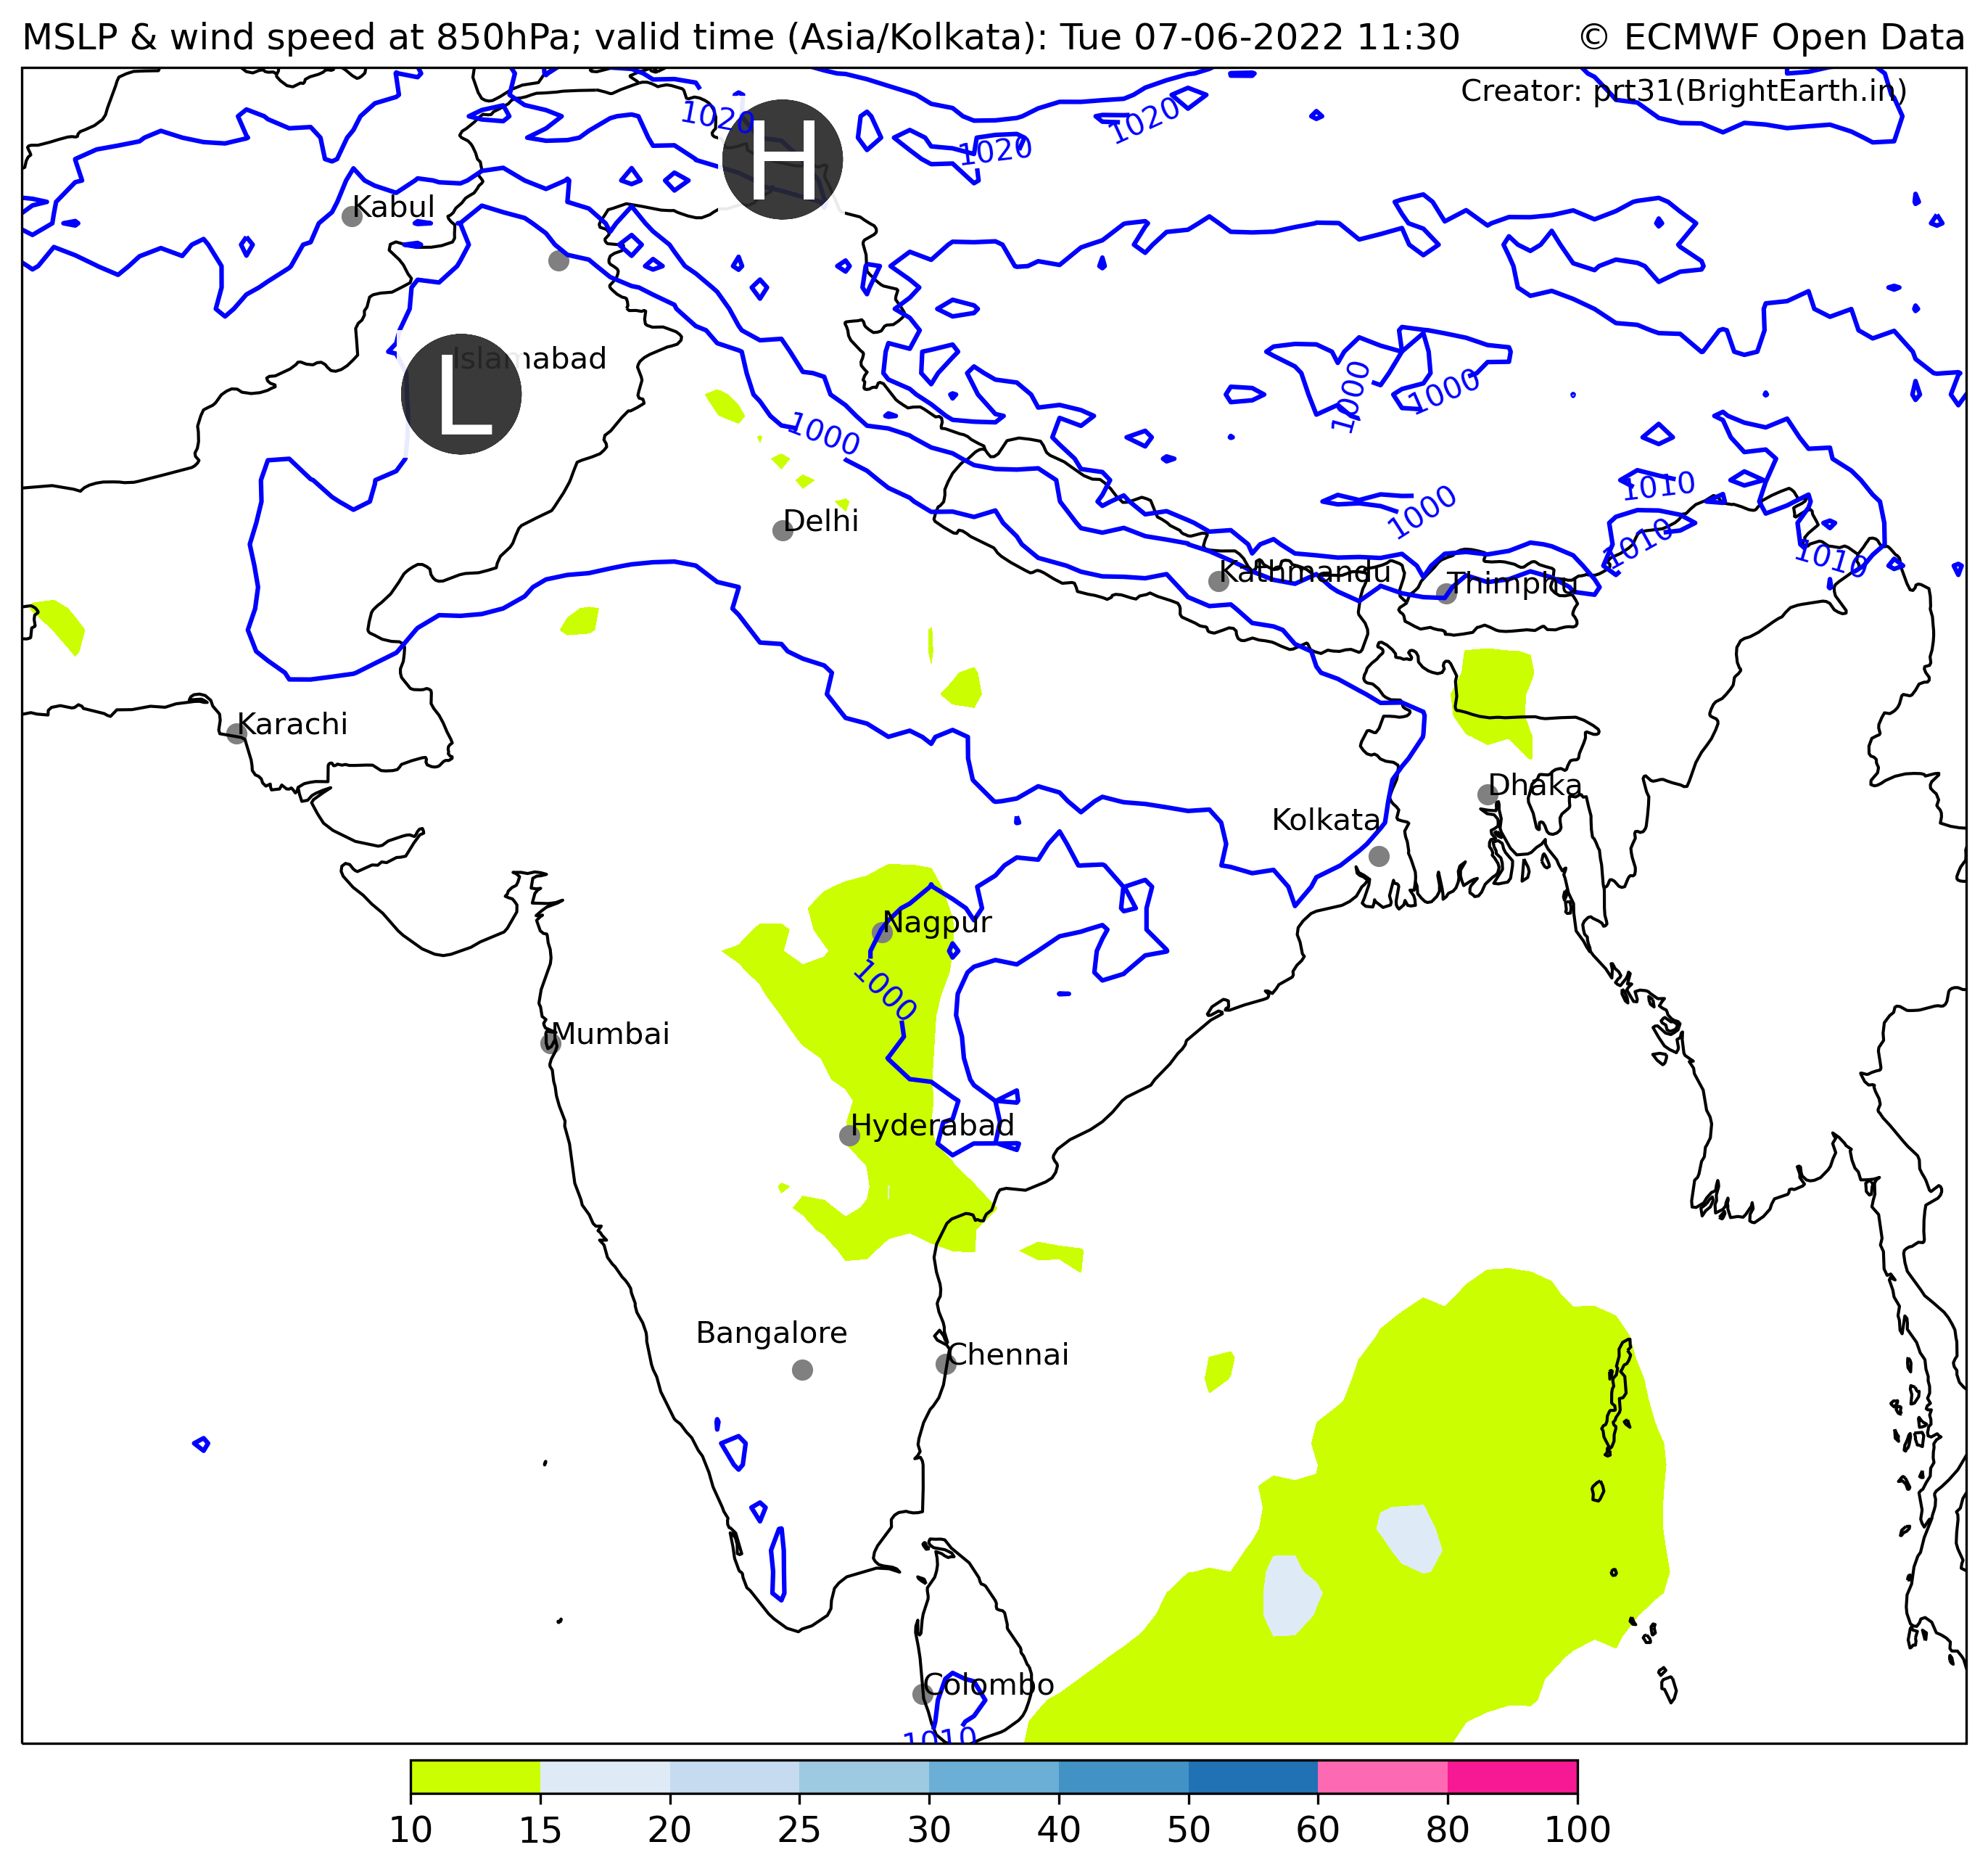 MSLP & wind speed at 850hPa; valid time (Asia/Kolkata): Tue 07-06-2022 11:30 © ECMWF Open Data
Creator: prt31(BrightEarth.in)
1020
1020
1020
H
Kabul
Islamabad
L
1000
1000
1000
1000
1010
1010
1010
Delhi
Kathmandu
Thimphu
Karachi
Dhaka
Kolkata
Nagpur
1000
Mumbai
Hyderabad
Bangalore
Chennai
Colombo
1010
10 15 20 25 30 40 50 60 80 100